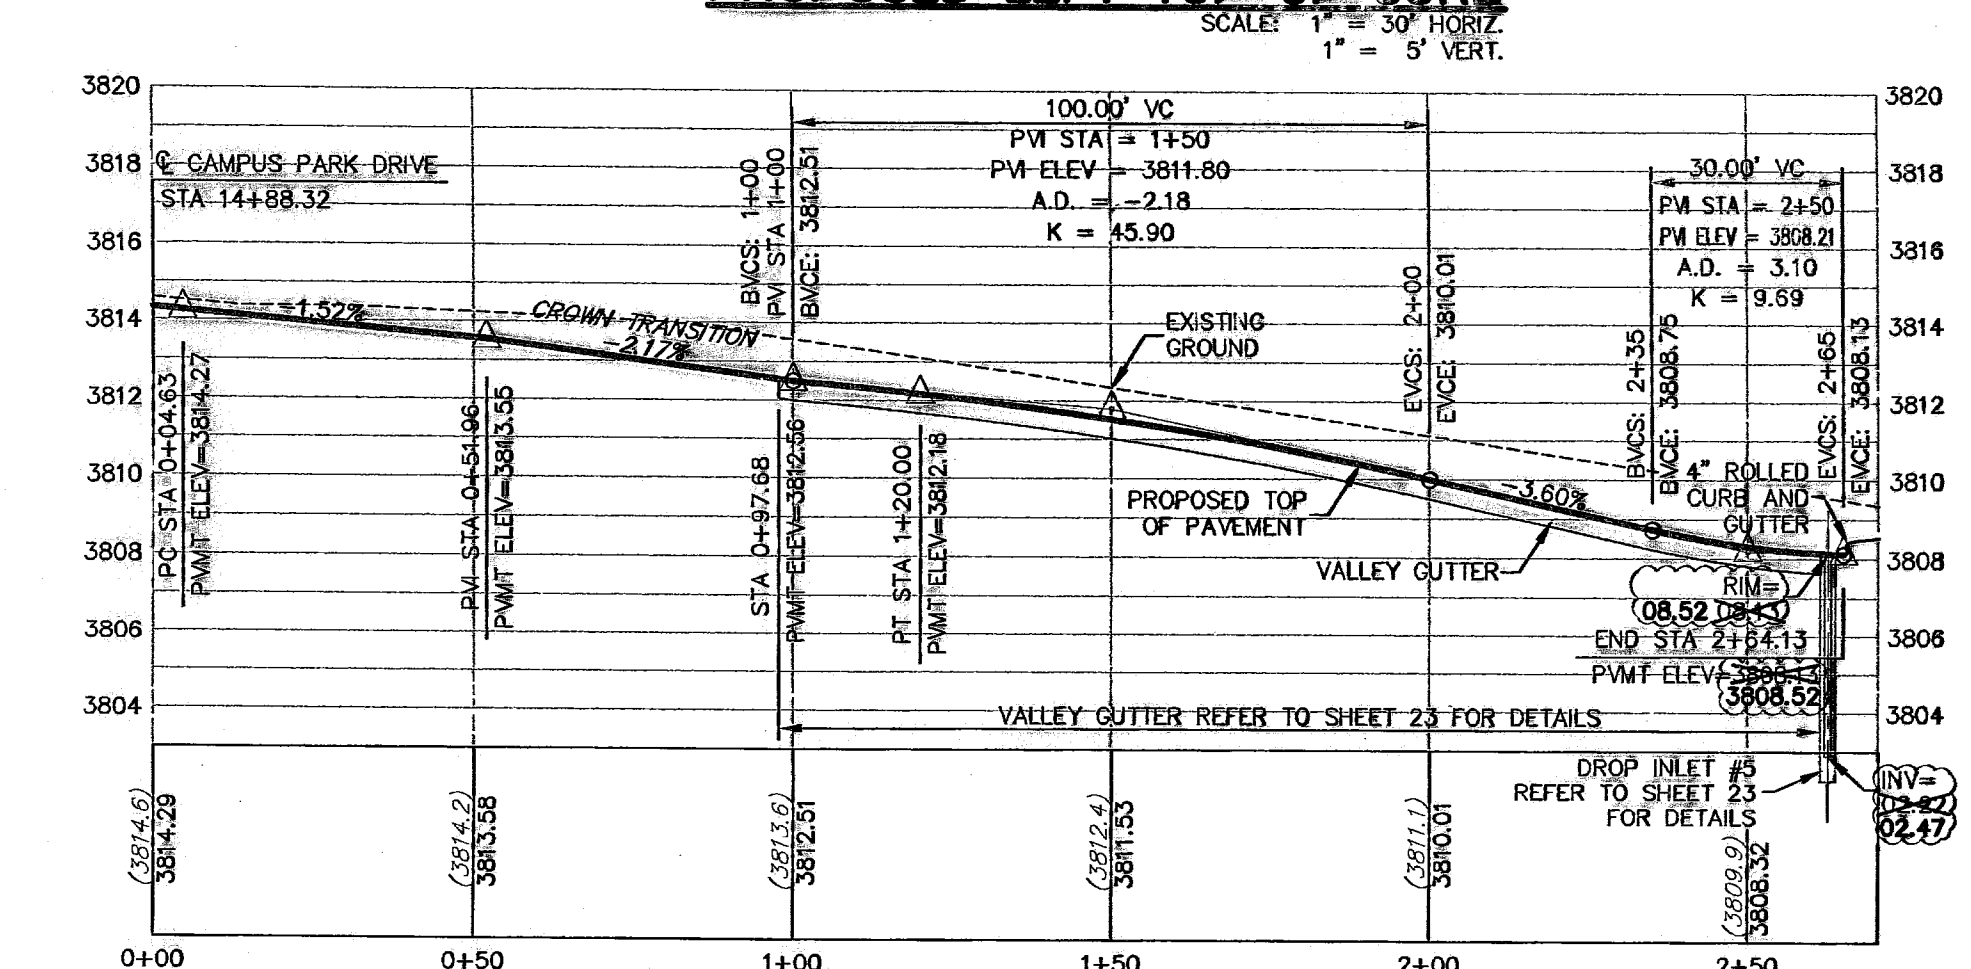 SCALE: 1" = 30' HORIZ.
1" = 5' VERT.
3820
3818
3816
3814
3812
3810
3808
3806
3804
℄ CAMPUS PARK DRIVE
STA 14+88.32
100.00' VC
PVI STA = 1+50
PVI ELEV = 3811.80
A.D. = -2.18
K = 45.90
30.00' VC
PVI STA = 2+50
PVI ELEV = 3808.21
A.D. = 3.10
K = 9.69
3820
3818
3816
3814
3812
3810
3808
3806
3804
BVCS: 1+00
PVI STA 1+00
BVCE: 3812.51
EVCS: 2+00
EVCE: 3810.01
BVCS: 2+35
BVCE: 3808.75
EVCS: 2+65
EVCE: 3808.13
-1.52%
CROWN TRANSITION
-2.17%
EXISTING
GROUND
-3.60%
4" ROLLED
CURB AND
GUTTER
PROPOSED TOP
OF PAVEMENT
VALLEY GUTTER
PC STA 0+04.63
PVMT ELEV=3814.27
PVI STA 0+51.96
PVMT ELEV=3813.55
STA 0+97.68
PVMT ELEV=3812.56
PT STA 1+20.00
PVMT ELEV=3812.18
RIM=
08.52 08.13
END STA 2+64.13
PVMT ELEV=3808.13
3808.52
VALLEY GUTTER REFER TO SHEET 23 FOR DETAILS
DROP INLET #5
REFER TO SHEET 23
FOR DETAILS
INV=
02.47
(3814.6)
3814.29
(3814.2)
3813.58
(3813.6)
3812.51
(3812.4)
3811.53
(3811.1)
3810.01
(3809.9)
3808.32
0+00
0+50
1+00
1+50
2+00
2+50